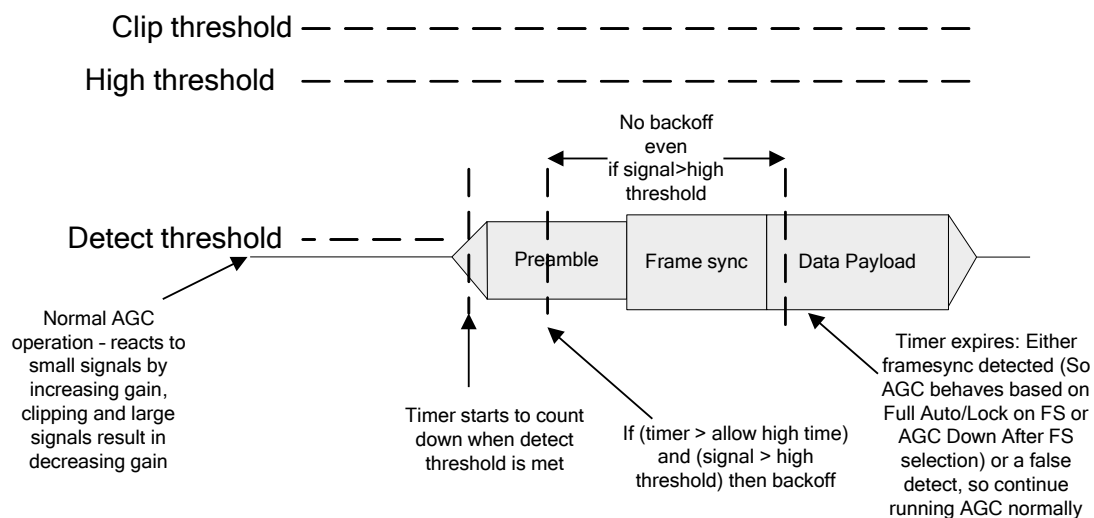 Clip threshold
High threshold
No backoff
even
if signal>high
threshold
Detect threshold
Preamble
Frame sync
Data Payload
Normal AGC
operation - reacts to
small signals by
increasing gain,
clipping and large
signals result in
decreasing gain
Timer starts to count
down when detect
threshold is met
If (timer > allow high time)
and (signal > high
threshold) then backoff
Timer expires: Either
framesync detected (So
AGC behaves based on
Full Auto/Lock on FS or
AGC Down After FS
selection) or a false
detect, so continue
running AGC normally